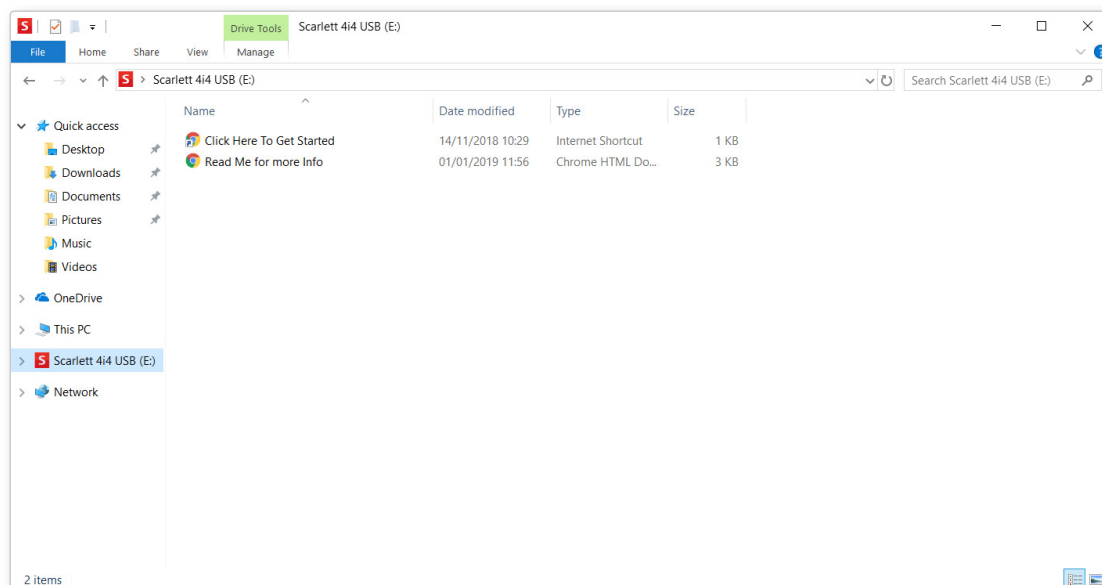 S
Drive Tools
Scarlett 4i4 USB (E:)
File
Home
Share
View
Manage
S
Scarlett 4i4 USB (E:)
Search Scarlett 4i4 USB (E:)
Name
Date modified
Type
Size
Quick access
Click Here To Get Started 14/11/2018 10:29 Internet Shortcut 1 KB
Desktop
Read Me for more Info 01/01/2019 11:56 Chrome HTML Do... 3 KB
Downloads
Documents
Pictures
Music
Videos
OneDrive
This PC
S Scarlett 4i4 USB (E:)
Network
2 items